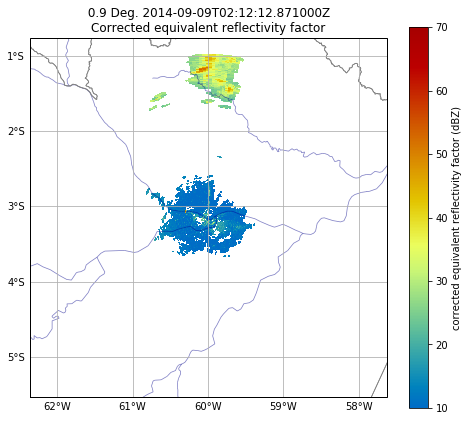 0.9 Deg. 2014-09-09T02:12:12.871000Z
Corrected equivalent reflectivity factor
1°S
2°S
3°S
4°S
5°S
62°W
61°W
60°W
59°W
58°W
70
60
50
40
30
20
10
corrected equivalent reflectivity factor (dBZ)